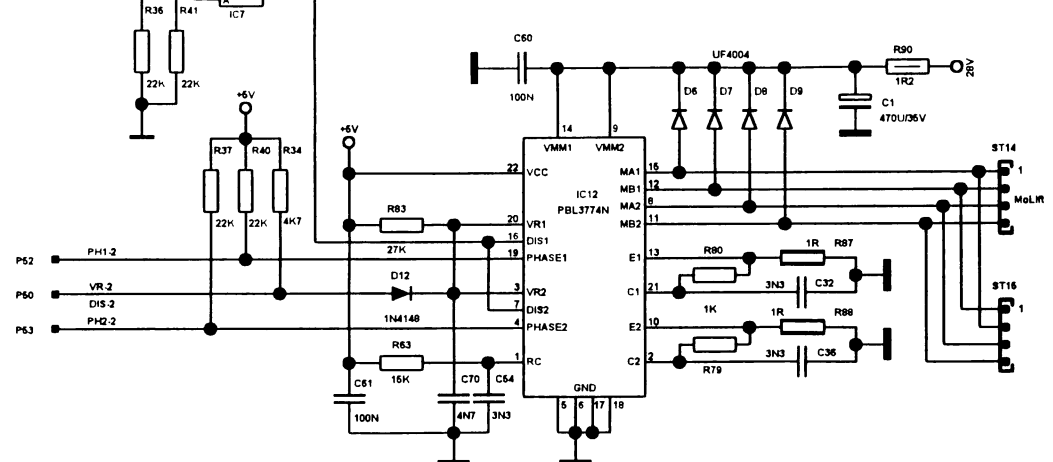 R36 R41
A
IC7
22K 22K
+6V
R37 R40 R34
22K 22K 4K7
+6V
R83
27K
P52 PH1-2
P60 VR-2
DIS-2
P63 PH2-2
D12
1N4148
R63
15K
C61
100N
C70
4N7
C54
3N3
C60
100N
UF4004
D6 D7 D8 D9
R90
1R2
28V
C1
470U/35V
14 9
VMM1 VMM2
IC12
PBL3774N
22 VCC
20 VR1
16 DIS1
19 PHASE1
3 VR2
7 DIS2
4 PHASE2
1 RC
MA1 15
MB1 12
MA2 8
MB2 11
E1 13
C1 21
E2 10
C2 2
GND
5 6 17 18
R80
1K
1R R87
3N3 C32
1R R88
3N3 C36
R79
ST14
1
MoLift
ST16
1